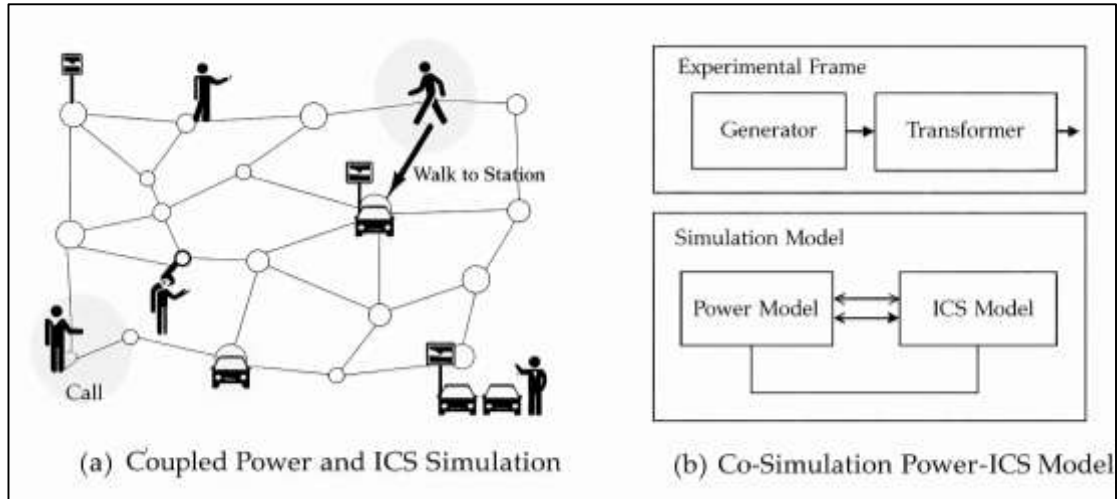 Walk to Station
Call
(a) Coupled Power and ICS Simulation
Experimental Frame
Generator
Transformer
Simulation Model
Power Model
ICS Model
(b) Co-Simulation Power-ICS Model